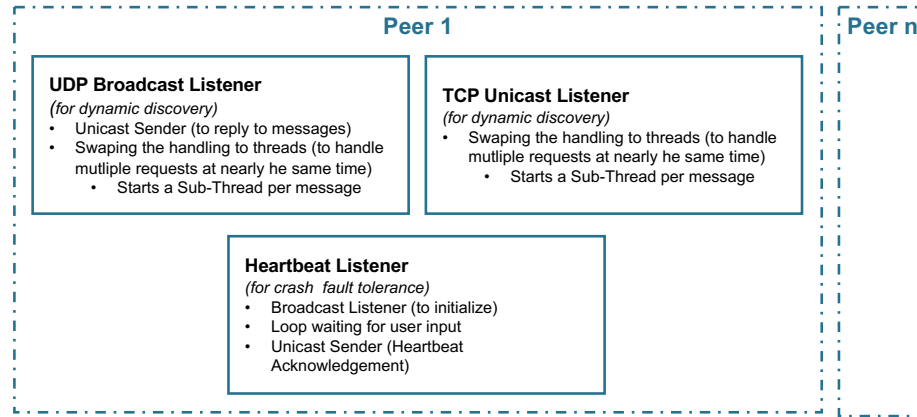 Peer 1
Peer n
UDP Broadcast Listener
(for dynamic discovery)
• Unicast Sender (to reply to messages)
• Swaping the handling to threads (to handle
mutliple requests at nearly he same time)
• Starts a Sub-Thread per message
TCP Unicast Listener
(for dynamic discovery)
• Swaping the handling to threads (to handle
mutliple requests at nearly he same time)
• Starts a Sub-Thread per message
Heartbeat Listener
(for crash fault tolerance)
• Broadcast Listener (to initialize)
• Loop waiting for user input
• Unicast Sender (Heartbeat
Acknowledgement)